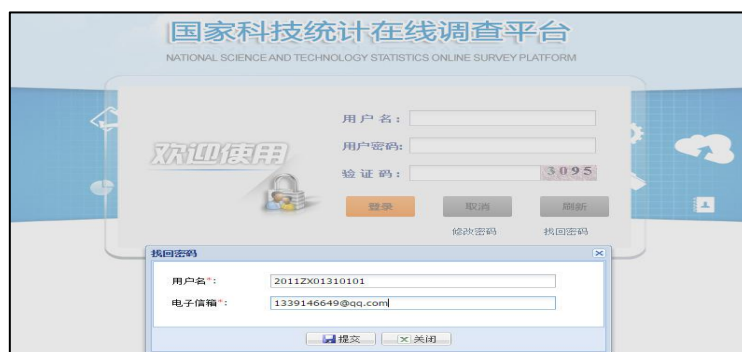 国家科技统计在线调查平台
NATIONAL SCIENCE AND TECHNOLOGY STATISTICS ONLINE SURVEY PLATFORM
用户名:
欢迎使用
用户密码:
验证码: 3095
登录 取消 刷新
修改密码 找回密码
找回密码
用户名*: 2011ZX01310101
电子信箱*: 1339146649@qq.com
提交 关闭